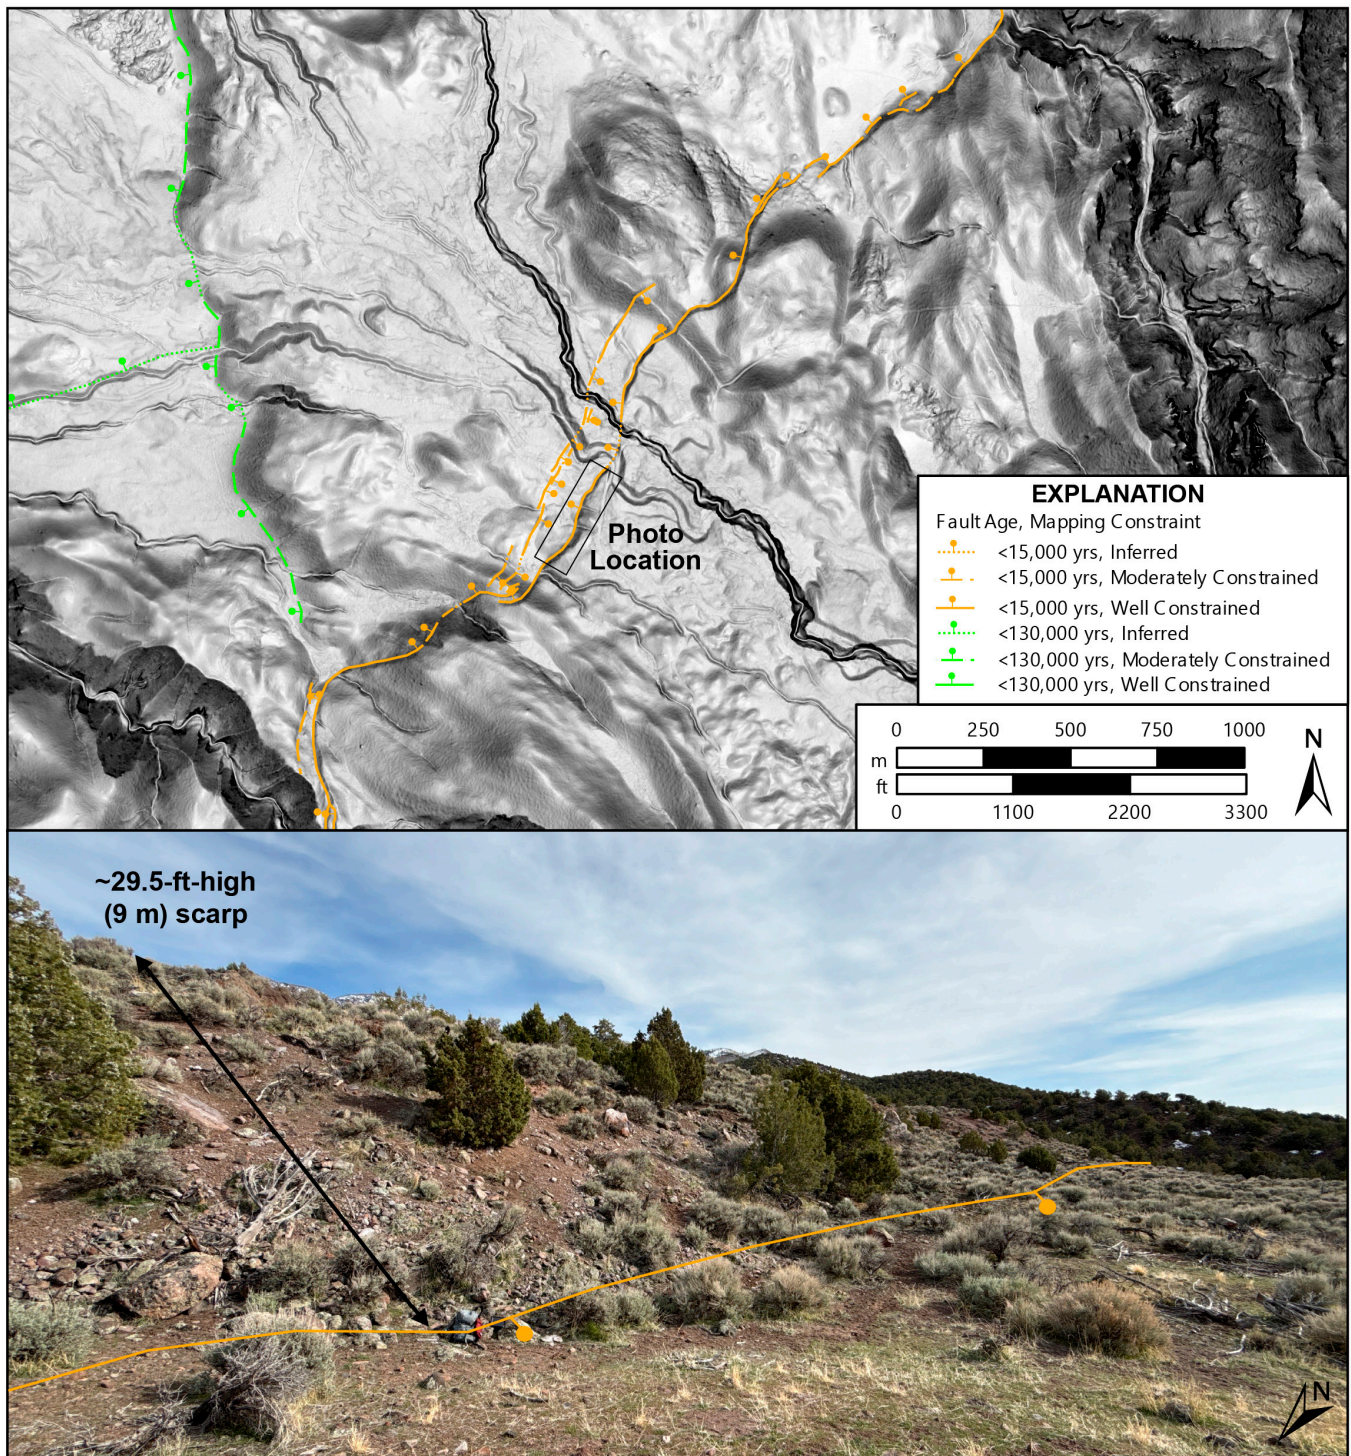 Photo
Location
EXPLANATION
Fault Age, Mapping Constraint
<15,000 yrs, Inferred
<15,000 yrs, Moderately Constrained
<15,000 yrs, Well Constrained
<130,000 yrs, Inferred
<130,000 yrs, Moderately Constrained
<130,000 yrs, Well Constrained
0 250 500 750 1000
m
ft
0 1100 2200 3300
N
~29.5-ft-high
(9 m) scarp
N